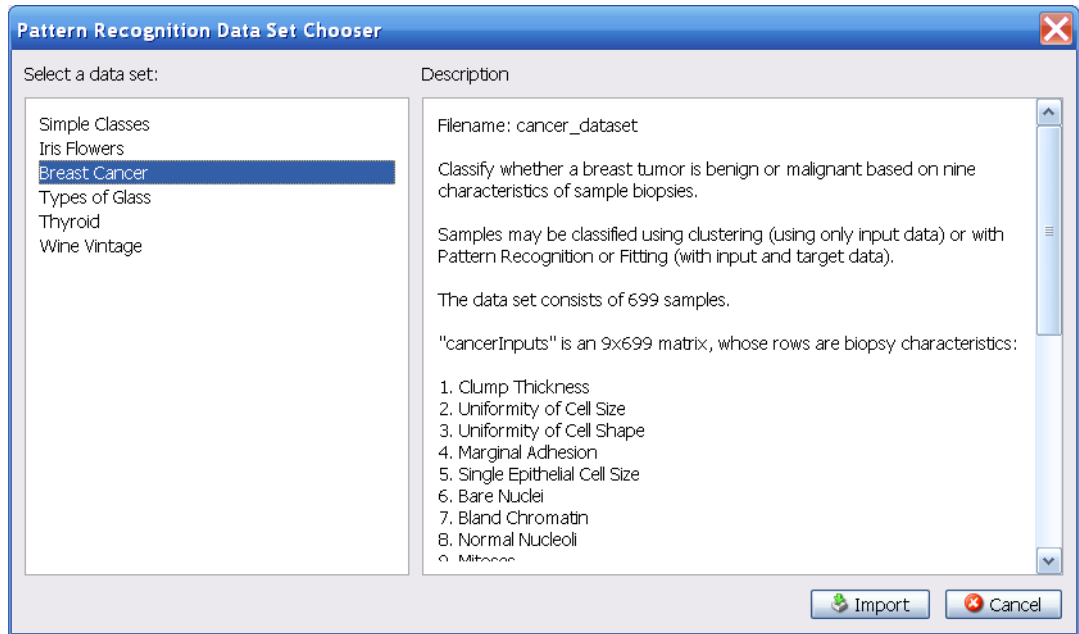 Pattern Recognition Data Set Chooser
Select a data set:
Simple Classes
Iris Flowers
Breast Cancer
Types of Glass
Thyroid
Wine Vintage
Description
Filename: cancer_dataset
Classify whether a breast tumor is benign or malignant based on nine
characteristics of sample biopsies.
Samples may be classified using clustering (using only input data) or with
Pattern Recognition or Fitting (with input and target data).
The data set consists of 699 samples.
"cancerInputs" is an 9x699 matrix, whose rows are biopsy characteristics:
1. Clump Thickness
2. Uniformity of Cell Size
3. Uniformity of Cell Shape
4. Marginal Adhesion
5. Single Epithelial Cell Size
6. Bare Nuclei
7. Bland Chromatin
8. Normal Nucleoli
9. Mitoses
Import
Cancel